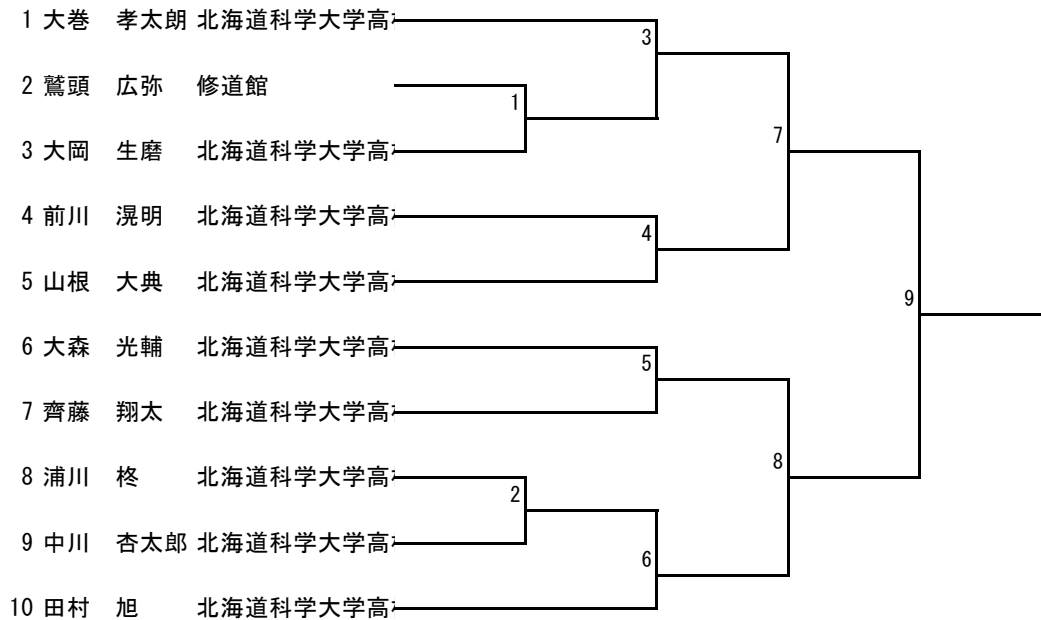 1 大巻 孝太朗 北海道科学大学高
3
2 鷲頭 広弥 修道館
1
3 大岡 生磨 北海道科学大学高
7
4 前川 滉明 北海道科学大学高
4
5 山根 大典 北海道科学大学高
9
6 大森 光輔 北海道科学大学高
5
7 齊藤 翔太 北海道科学大学高
8
8 浦川 柊 北海道科学大学高
2
9 中川 杏太郎 北海道科学大学高
6
10 田村 旭 北海道科学大学高